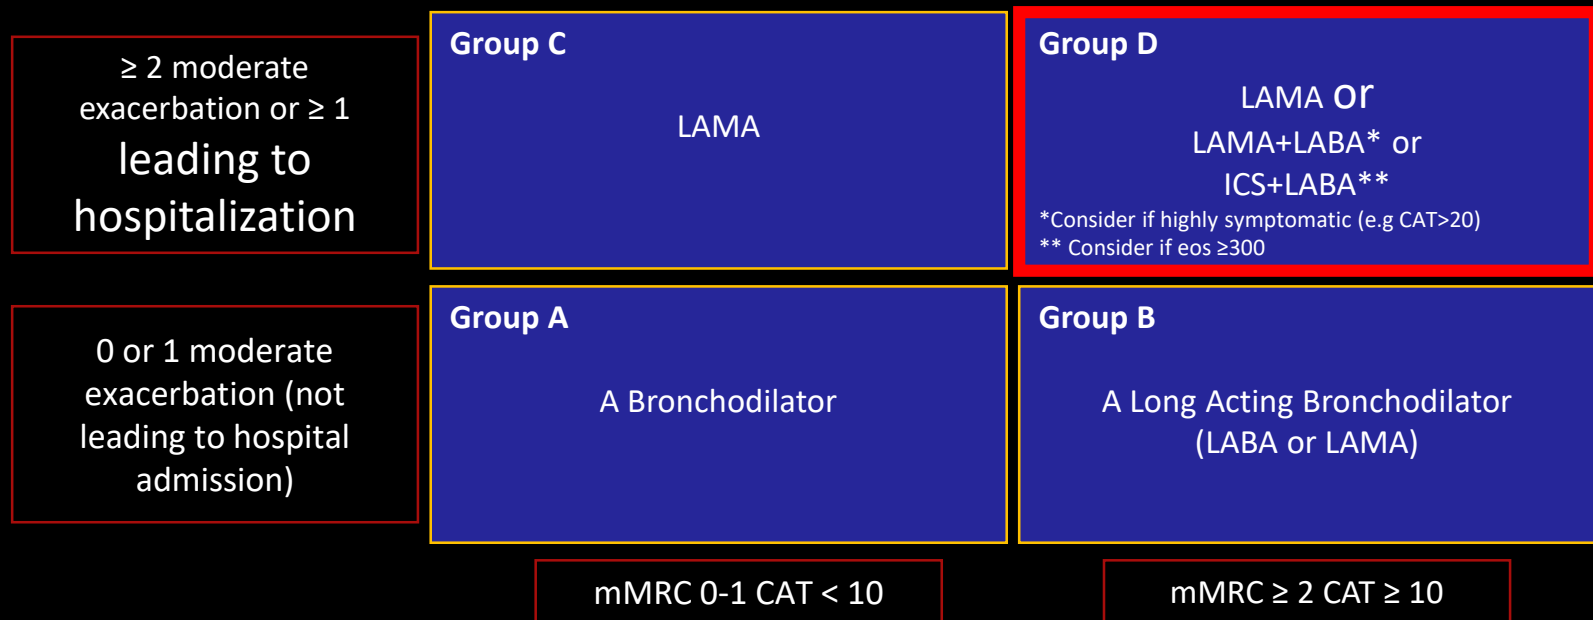 ≥ 2 moderate
exacerbation or ≥ 1
leading to
hospitalization
Group C
LAMA
Group D
LAMA or
LAMA+LABA* or
ICS+LABA**
*Consider if highly symptomatic (e.g CAT>20)
** Consider if eos ≥300
0 or 1 moderate
exacerbation (not
leading to hospital
admission)
Group A
A Bronchodilator
Group B
A Long Acting Bronchodilator
(LABA or LAMA)
mMRC 0-1 CAT < 10
mMRC ≥ 2 CAT ≥ 10